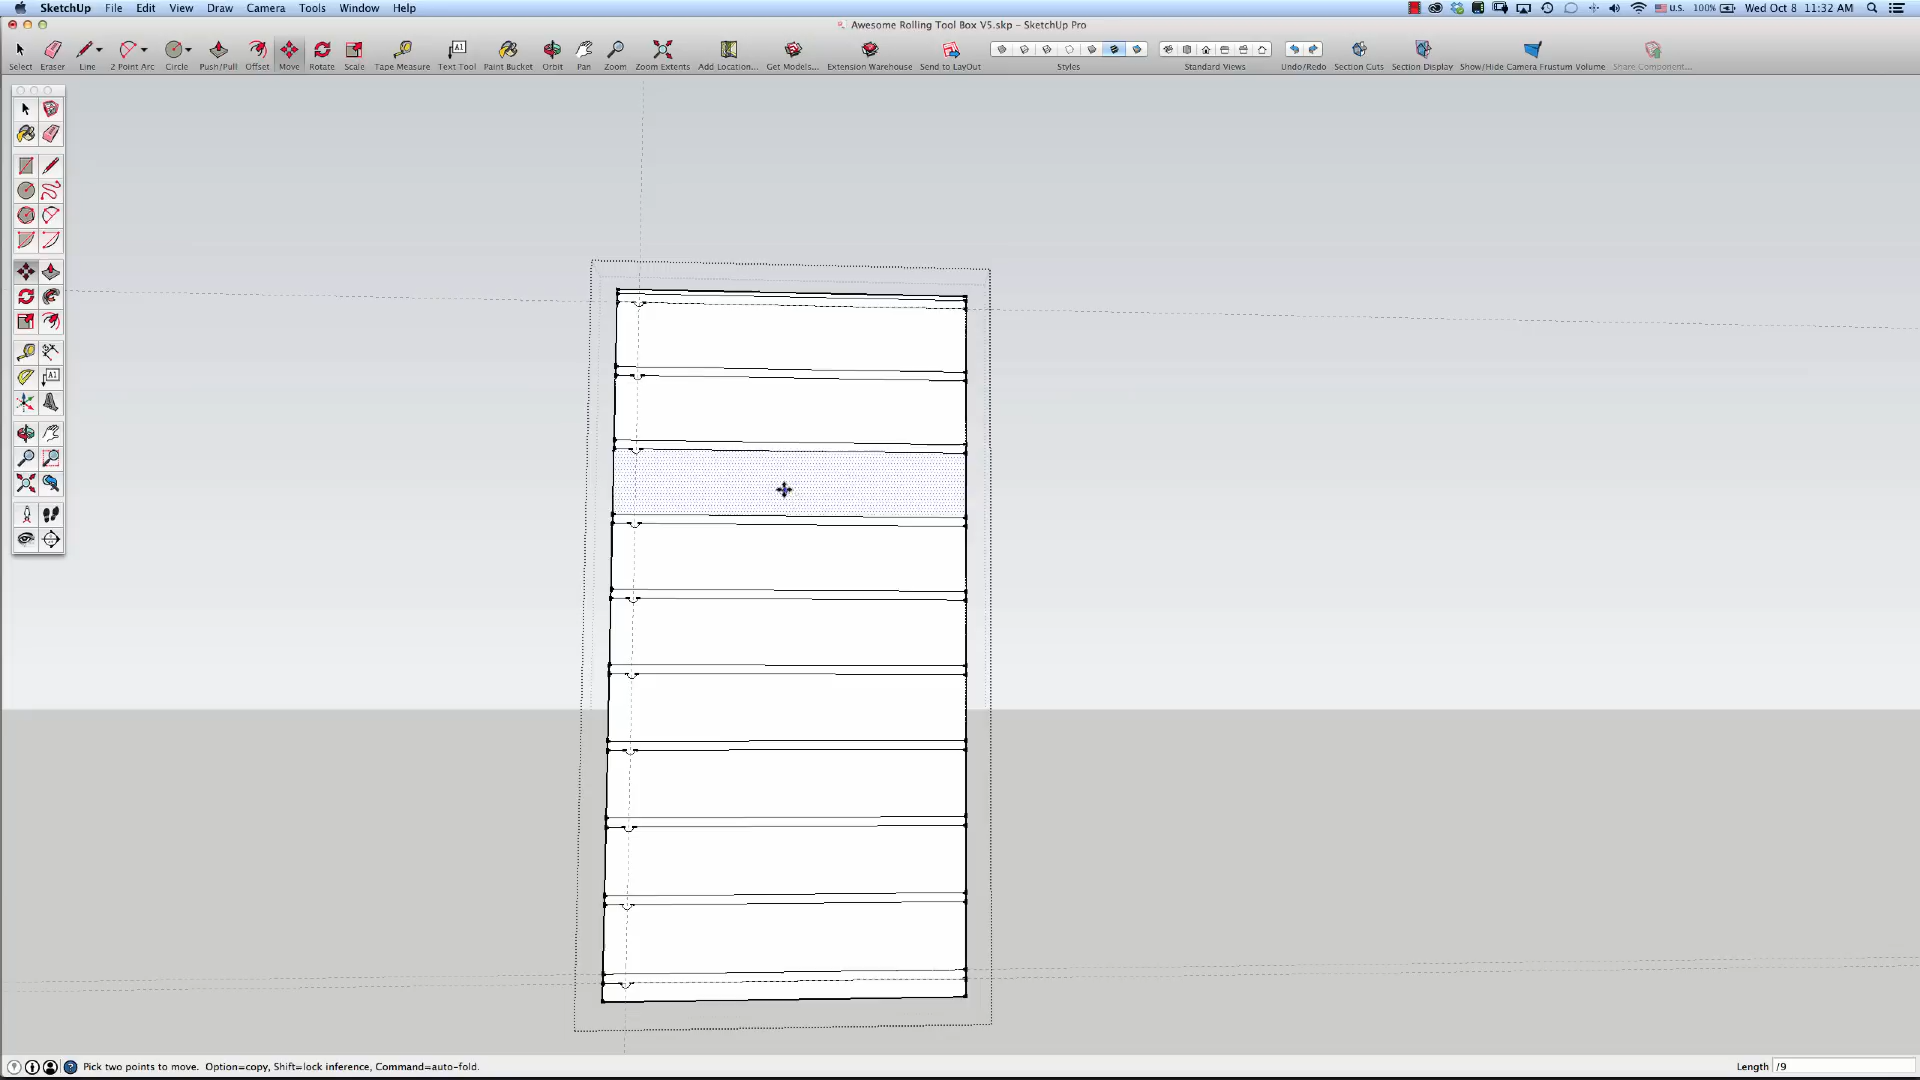 SketchUp File Edit View Draw Camera Tools Window Help U.S. 100% Wed Oct 8 11:32 AM
Awesome Rolling Tool Box V5.skp – SketchUp Pro
Select Eraser Line 2 Point Arc Circle Push/Pull Offset Move Rotate Scale Tape Measure Text Tool Paint Bucket Orbit Pan Zoom Zoom Extents Add Location... Get Models... Extension Warehouse Send to LayOut Styles Standard Views Undo/Redo Section Cuts Section Display Show/Hide Camera Frustum Volume Share Component...
A1
A1
Pick two points to move. Option=copy, Shift=lock inference, Command=auto-fold. Length /9